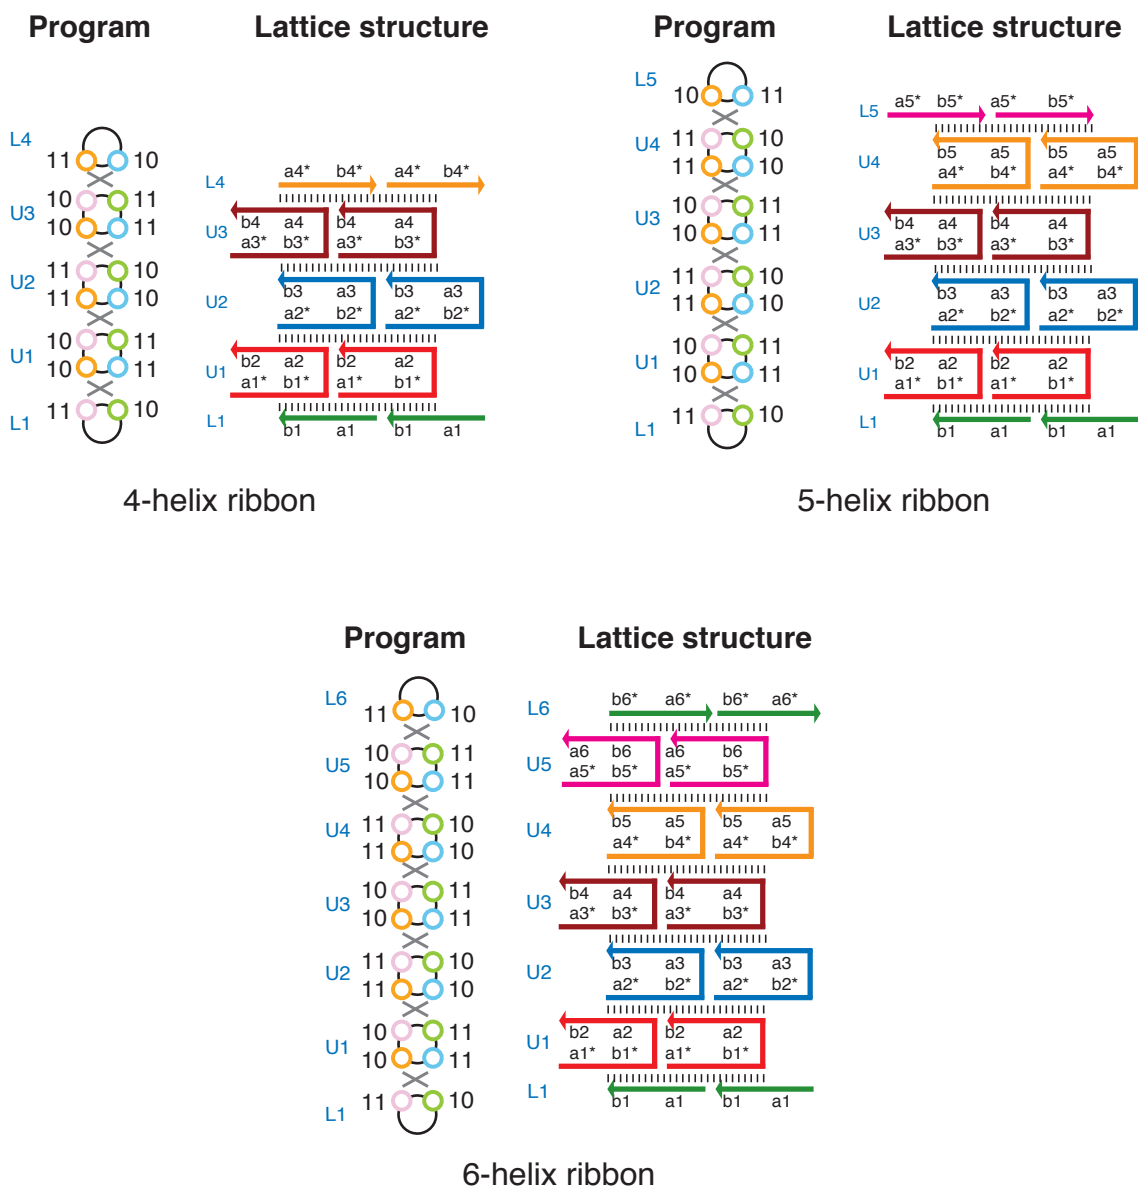 Program Lattice structure
L4
11 10
10 11
U3
10 11
11 10
U2
11 10
10 11
U1
10 11
11 10
L1
a4* b4* a4* b4*
L4
b4 a4 b4 a4
U3
a3* b3* a3* b3*
b3 a3 b3 a3
U2
a2* b2* a2* b2*
b2 a2 b2 a2
U1
a1* b1* a1* b1*
L1
b1 a1 b1 a1
4-helix ribbon
Program Lattice structure
L5
10 11
11 10
U4
11 10
10 11
U3
10 11
11 10
U2
11 10
10 11
U1
10 11
11 10
L1
a5* b5* a5* b5*
L5
b5 a5 b5 a5
U4
a4* b4* a4* b4*
b4 a4 b4 a4
U3
a3* b3* a3* b3*
b3 a3 b3 a3
U2
a2* b2* a2* b2*
b2 a2 b2 a2
U1
a1* b1* a1* b1*
L1
b1 a1 b1 a1
5-helix ribbon
Program Lattice structure
L6
11 10
10 11
U5
10 11
11 10
U4
11 10
10 11
U3
10 11
11 10
U2
11 10
10 11
U1
10 11
11 10
L1
b6* a6* b6* a6*
L6
a6 b6 a6 b6
U5
a5* b5* a5* b5*
b5 a5 b5 a5
U4
a4* b4* a4* b4*
b4 a4 b4 a4
U3
a3* b3* a3* b3*
b3 a3 b3 a3
U2
a2* b2* a2* b2*
b2 a2 b2 a2
U1
a1* b1* a1* b1*
L1
b1 a1 b1 a1
6-helix ribbon